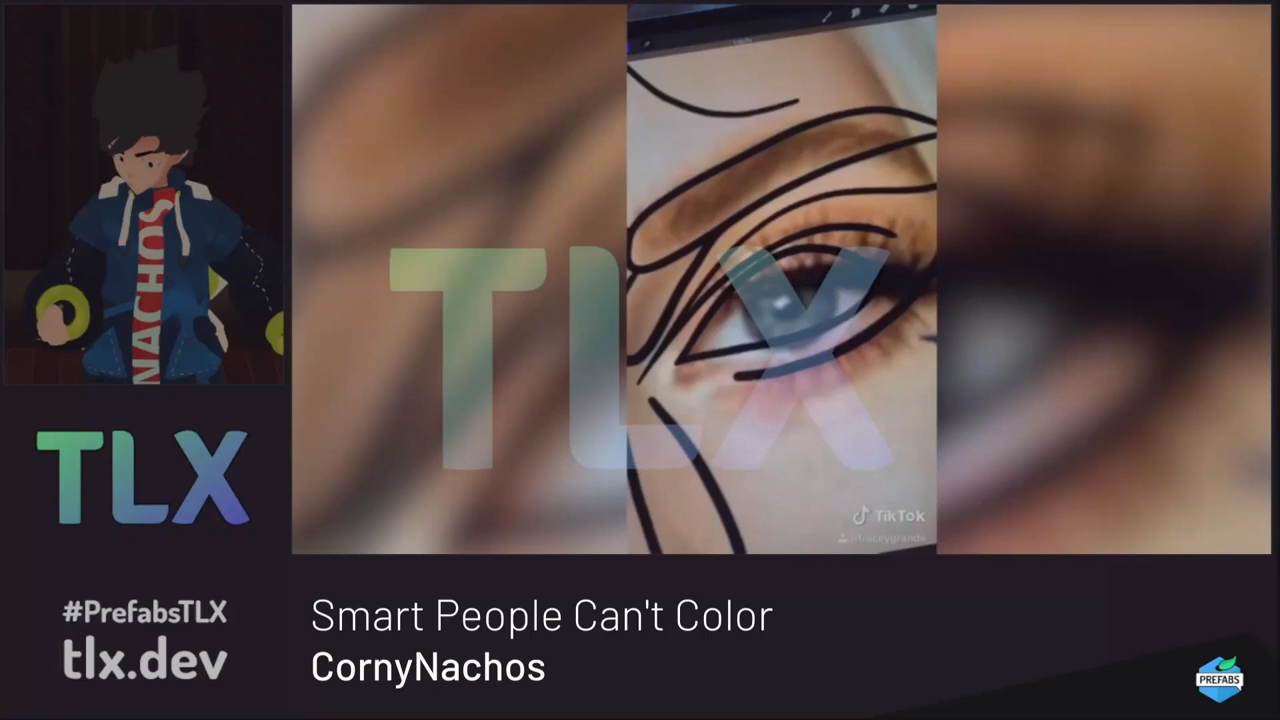 NACHOS
TLX
TLX
TikTok
#PrefabsTLX
tlx.dev
Smart People Can't Color
CornyNachos
PREFABS